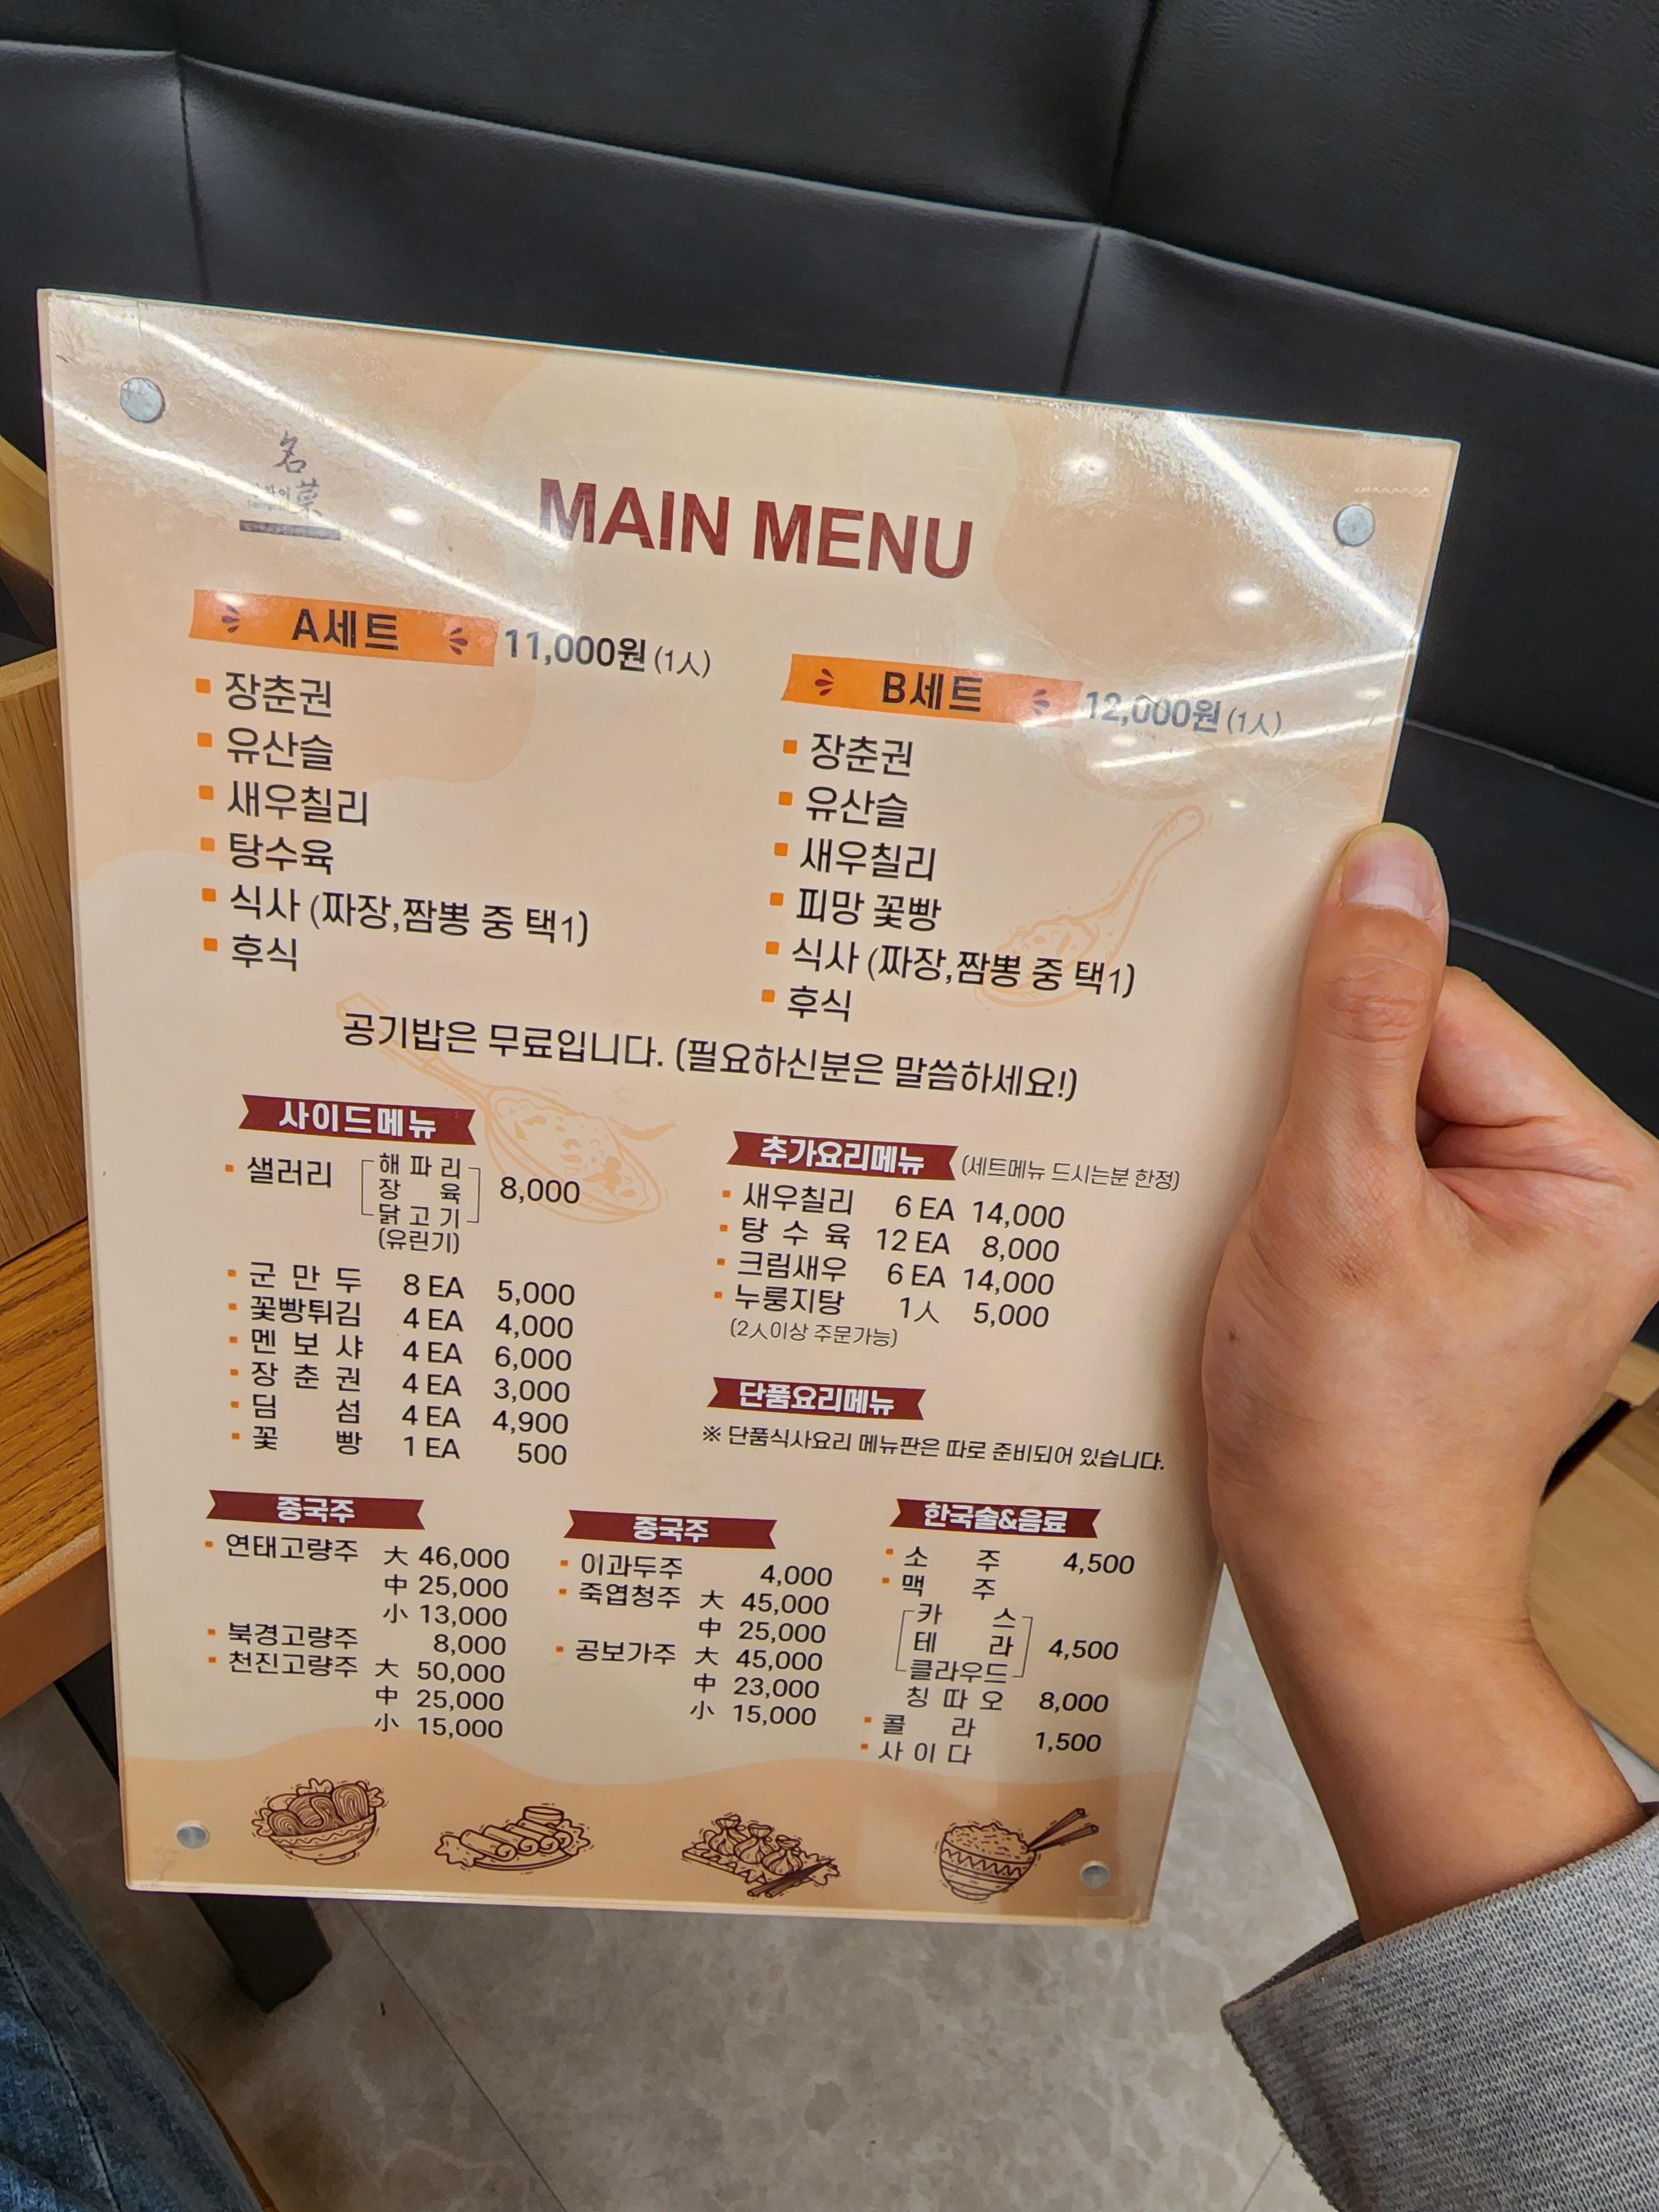 名
菜
MAIN MENU
A세트 11,000원 (1人)
장춘권
유산슬
새우칠리
탕수육
식사 (짜장,짬뽕 중 택1)
후식
B세트 12,000원 (1人)
장춘권
유산슬
새우칠리
피망 꽃빵
식사 (짜장,짬뽕 중 택1)
후식
공기밥은 무료입니다. (필요하신분은 말씀하세요!)
사이드메뉴
샐러리 해파리 장육 닭고기 8,000
(유린기)
군만두 8 EA 5,000
꽃빵튀김 4 EA 4,000
멘보샤 4 EA 6,000
장춘권 4 EA 3,000
딤섬 4 EA 4,900
꽃빵 1 EA 500
추가요리메뉴 (세트메뉴 드시는분 한정)
새우칠리 6 EA 14,000
탕수육 12 EA 8,000
크림새우 6 EA 14,000
누룽지탕 1人 5,000
(2人이상 주문가능)
단품요리메뉴
※ 단품식사요리 메뉴판은 따로 준비되어 있습니다.
중국주
연태고량주 大 46,000
中 25,000
小 13,000
북경고량주 8,000
천진고량주 大 50,000
中 25,000
小 15,000
중국주
이과두주 4,000
죽엽청주 大 45,000
中 25,000
공보가주 大 45,000
中 23,000
小 15,000
한국술&음료
소주 4,500
맥주
카스
테라 4,500
클라우드
칭따오 8,000
콜라
사이다 1,500